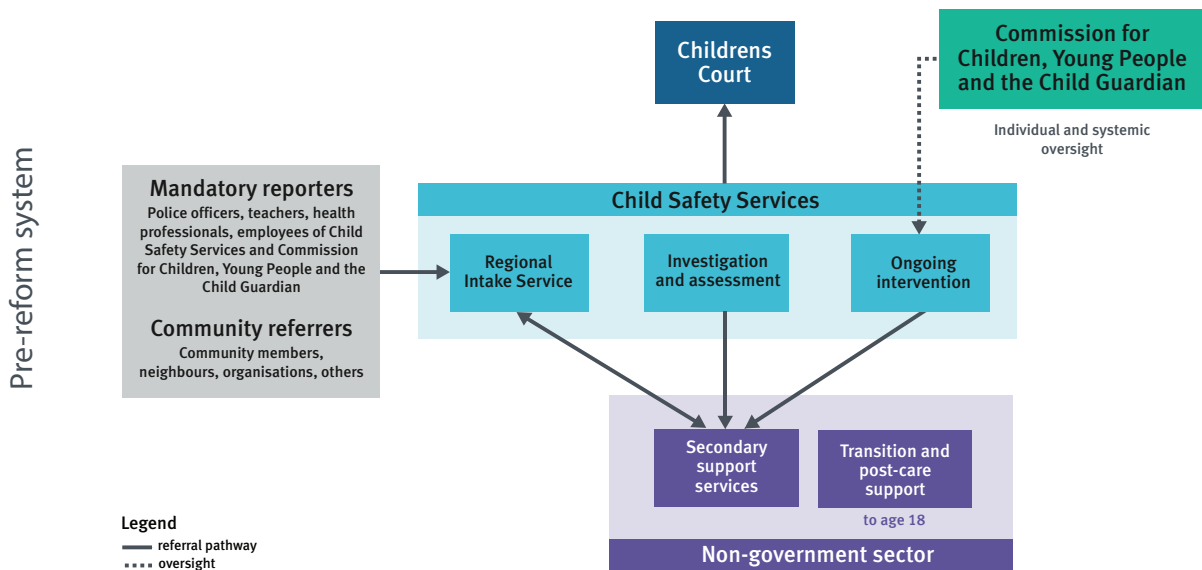 Pre-reform system
Childrens
Court
Commission for
Children, Young People
and the Child Guardian
Individual and systemic
oversight
Mandatory reporters
Police officers, teachers, health
professionals, employees of Child
Safety Services and Commission
for Children, Young People and the
Child Guardian
Community referrers
Community members,
neighbours, organisations, others
Child Safety Services
Regional
Intake Service
Investigation
and assessment
Ongoing
intervention
Secondary
support
services
Transition and
post-care
support
to age 18
Non-government sector
Legend
referral pathway
oversight